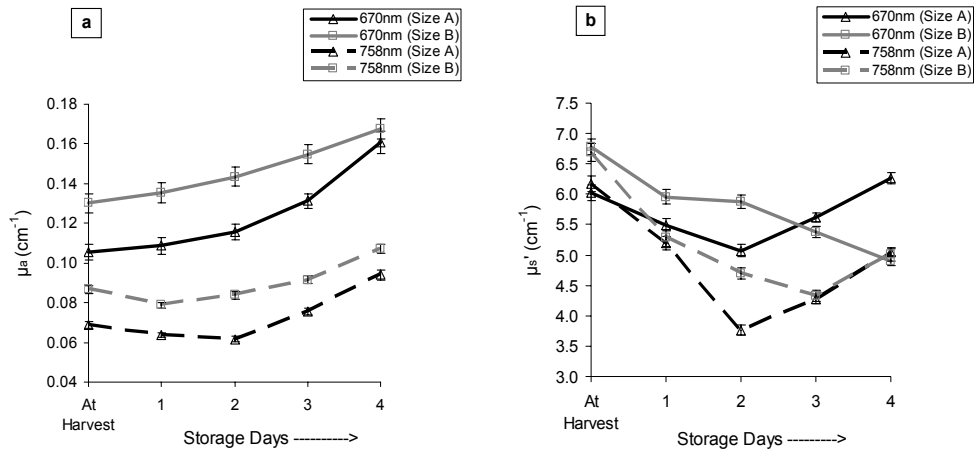 a
670nm (Size A)
670nm (Size B)
758nm (Size A)
758nm (Size B)
μa (cm-1)
0.18
0.16
0.14
0.12
0.10
0.08
0.06
0.04
At Harvest
1
2
3
4
Storage Days ---------->
b
670nm (Size A)
670nm (Size B)
758nm (Size A)
758nm (Size B)
μs' (cm-1)
7.5
7.0
6.5
6.0
5.5
5.0
4.5
4.0
3.5
3.0
At
Harvest
1
2
3
4
Storage Days --------->